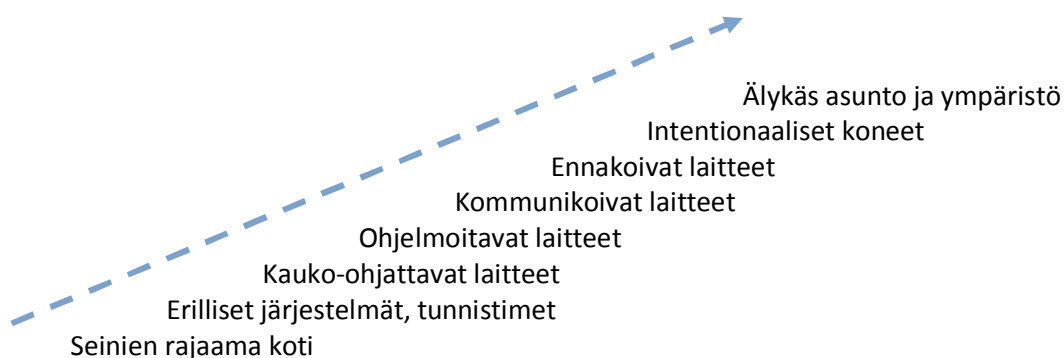 Älykäs asunto ja ympäristö
Intentionaaliset koneet
Ennakoivat laitteet
Kommunikoivat laitteet
Ohjelmoitavat laitteet
Kauko-ohjattavat laitteet
Erilliset järjestelmät, tunnistimet
Seinien rajaama koti